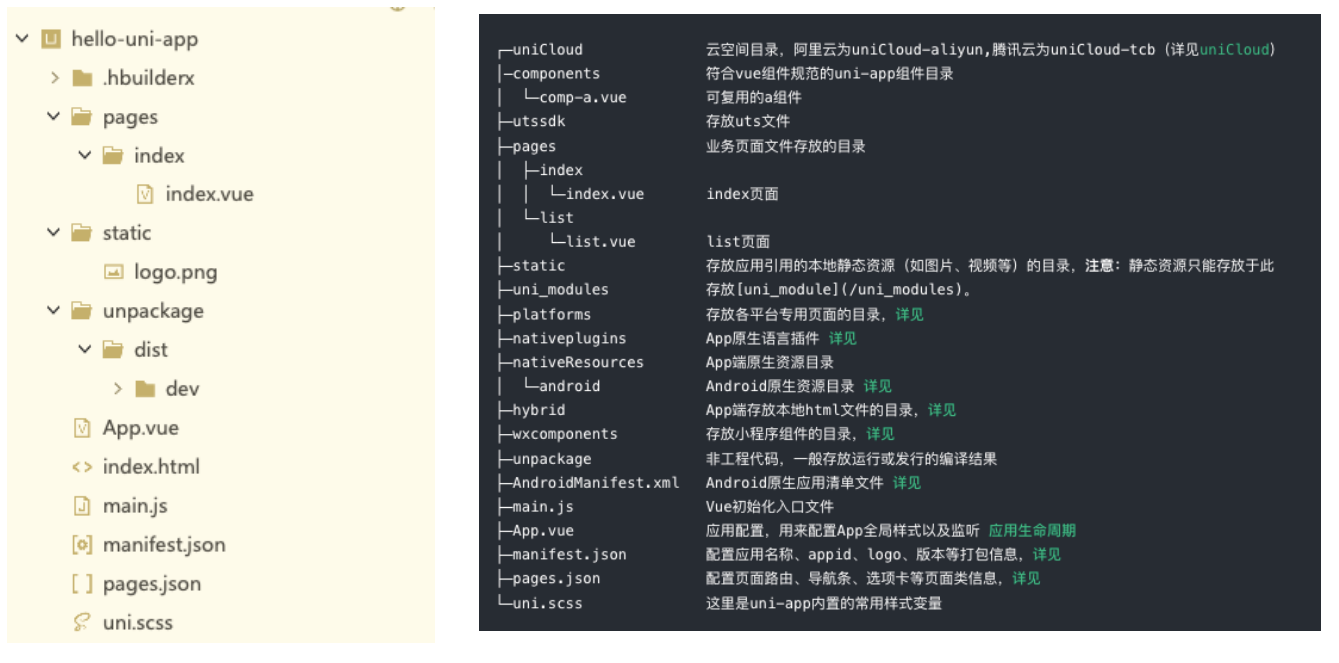 hello-uni-app
.hbuilderx
pages
index
index.vue
static
logo.png
unpackage
dist
dev
App.vue
index.html
main.js
manifest.json
pages.json
uni.scss
┌─uniCloud 云空间目录，阿里云为uniCloud-aliyun,腾讯云为uniCloud-tcb（详见uniCloud）
│─components 符合vue组件规范的uni-app组件目录
│ └─comp-a.vue 可复用的a组件
├─utssdk 存放uts文件
├─pages 业务页面文件存放的目录
│ ├─index
│ │ └─index.vue index页面
│ └─list
│ └─list.vue list页面
├─static 存放应用引用的本地静态资源（如图片、视频等）的目录，注意：静态资源只能存放于此
├─uni_modules 存放[uni_module](/uni_modules)。
├─platforms 存放各平台专用页面的目录，详见
├─nativeplugins App原生语言插件 详见
├─nativeResources App端原生资源目录
│ └─android Android原生资源目录 详见
├─hybrid App端存放本地html文件的目录，详见
├─wxcomponents 存放小程序组件的目录，详见
├─unpackage 非工程代码，一般存放运行或发行的编译结果
├─AndroidManifest.xml Android原生应用清单文件 详见
├─main.js Vue初始化入口文件
├─App.vue 应用配置，用来配置App全局样式以及监听 应用生命周期
├─manifest.json 配置应用名称、appid、logo、版本等打包信息，详见
├─pages.json 配置页面路由、导航条、选项卡等页面类信息，详见
└─uni.scss 这里是uni-app内置的常用样式变量